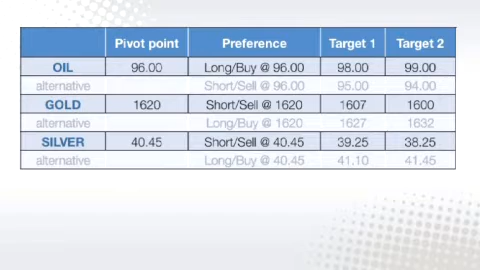 Pivot point Preference Target 1 Target 2
OIL 96.00 Long/Buy @ 96.00 98.00 99.00
alternative Short/Sell @ 96.00 95.00 94.00
GOLD 1620 Short/Sell @ 1620 1607 1600
alternative Long/Buy @ 1620 1627 1632
SILVER 40.45 Short/Sell @ 40.45 39.25 38.25
alternative Long/Buy @ 40.45 41.10 41.45